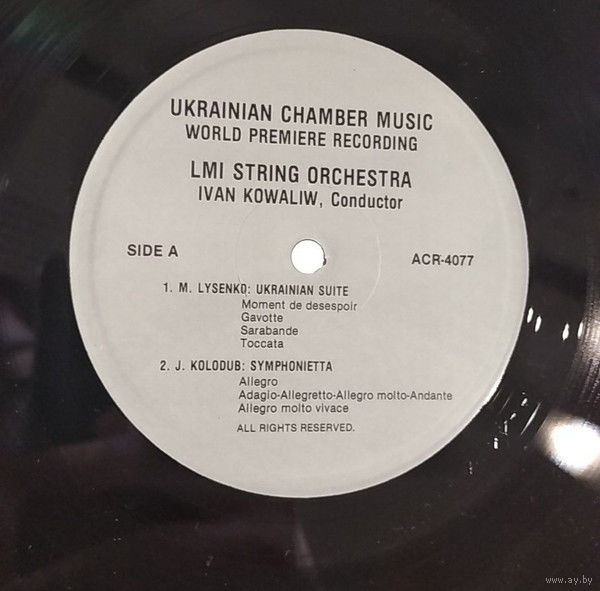 UKRAINIAN CHAMBER MUSIC
WORLD PREMIERE RECORDING
LMI STRING ORCHESTRA
IVAN KOWALIW, Conductor
SIDE A
ACR-4077
1. M. LYSENKO: UKRAINIAN SUITE
Moment de desespoir
Gavotte
Sarabande
Toccata
2. J. KOLODUB: SYMPHONIETTA
Allegro
Adagio-Allegretto-Allegro molto-Andante
Allegro molto vivace
ALL RIGHTS RESERVED.
www.ay.by